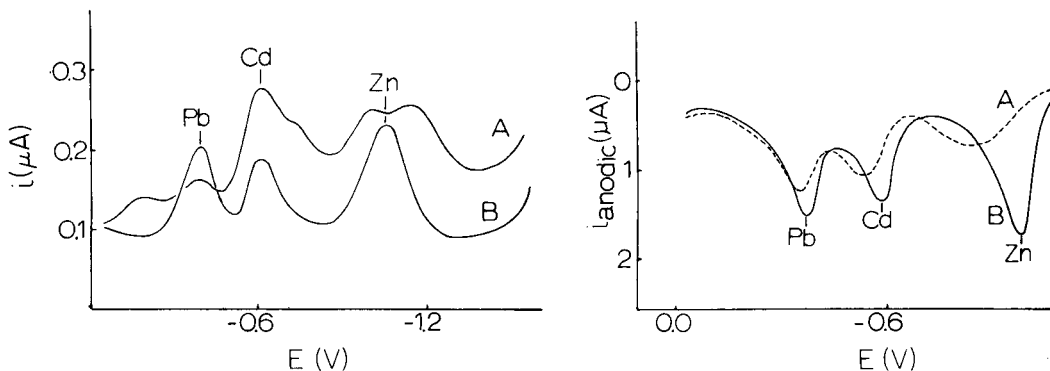 0.3
0.2
0.1
i (µA)
Pb
Cd
Zn
A
B
-0.6
-1.2
E (V)
0
1
2
i anodic (µA)
A
B
Pb
Cd
Zn
0.0
-0.6
E (V)